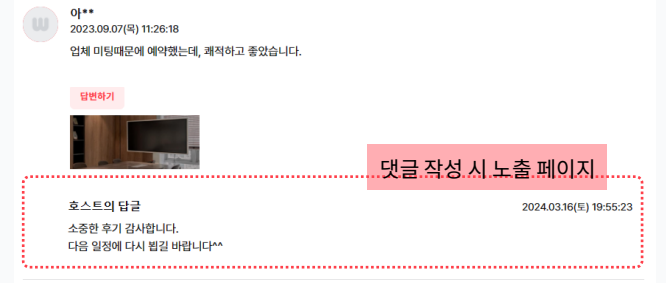 아**
2023.09.07(목) 11:26:18
업체 미팅때문에 예약했는데, 쾌적하고 좋았습니다.
답변하기
댓글 작성 시 노출 페이지
호스트의 답글
2024.03.16(토) 19:55:23
소중한 후기 감사합니다.
다음 일정에 다시 뵙길 바랍니다^^